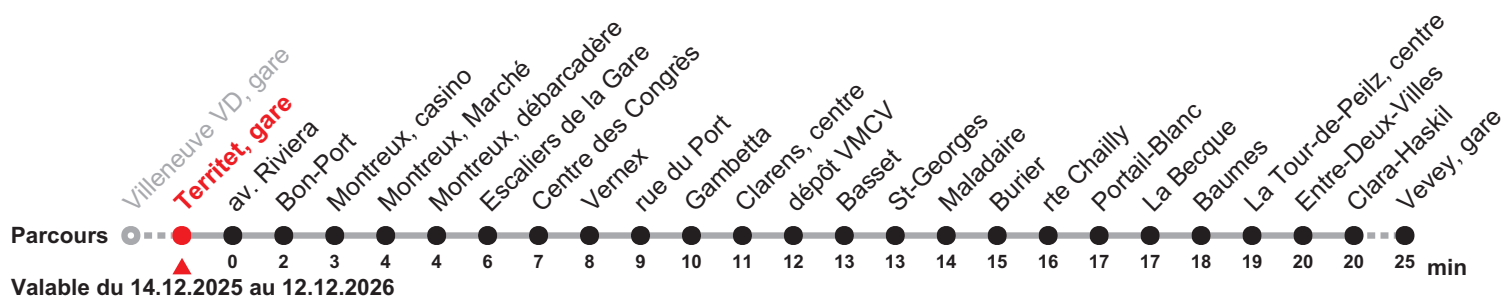 Villeneuve VD, gare
Territet, gare
av. Riviera
Bon-Port
Montreux, casino
Montreux, Marché
Montreux, débarcadère
Escaliers de la Gare
Centre des Congrès
Vernex
rue du Port
Gambetta
Clarens, centre
dépôt VMCV
Basset
St-Georges
Maladaire
Burier
rte Chailly
Portail-Blanc
La Becque
Baumes
La Tour-de-Peilz, centre
Entre-Deux-Villes
Clara-Haskil
Vevey, gare
Parcours
0 2 3 4 4 6 7 8 9 10 11 12 13 13 14 15 16 17 17 18 19 20 20 25 min
Valable du 14.12.2025 au 12.12.2026